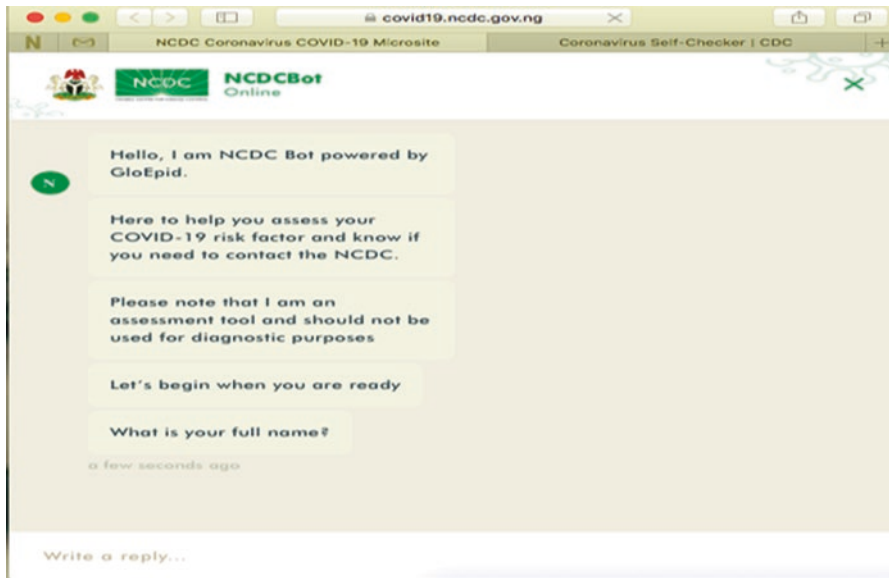 covid19.ncdc.gov.ng
N
NCDC Coronavirus COVID-19 Microsite
Coronavirus Self-Checker | CDC
NCDC
NCDCBot
Online
Hello, I am NCDC Bot powered by
GloEpid.
N
Here to help you assess your
COVID-19 risk factor and know if
you need to contact the NCDC.
Please note that I am an
assessment tool and should not be
used for diagnostic purposes
Let's begin when you are ready
What is your full name?
a few seconds ago
Write a reply...